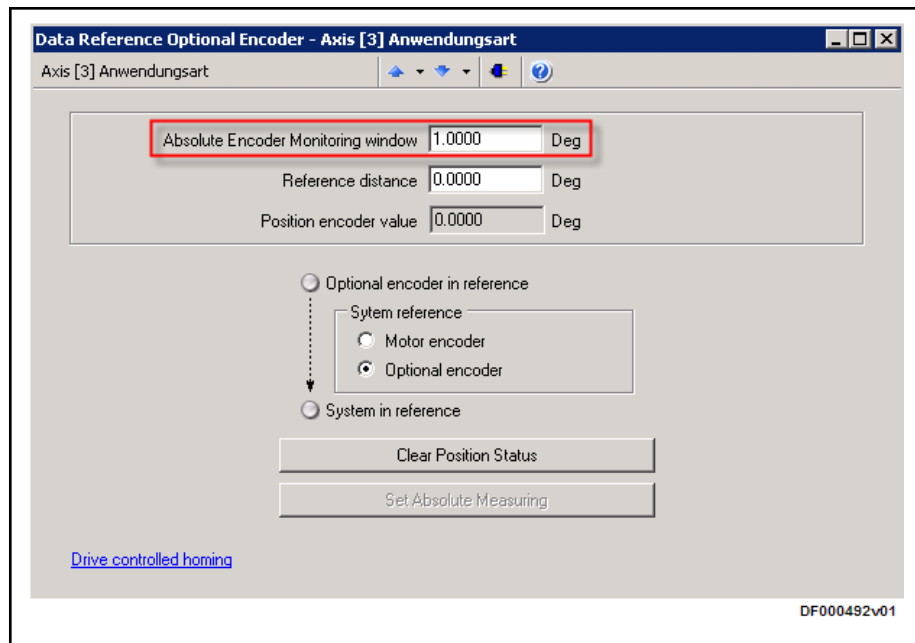 Data Reference Optional Encoder - Axis [3] Anwendungsart
Axis [3] Anwendungsart
Absolute Encoder Monitoring window 1.0000 Deg
Reference distance 0.0000 Deg
Position encoder value 0.0000 Deg
Optional encoder in reference
Sytem reference
Motor encoder
Optional encoder
System in reference
Clear Position Status
Set Absolute Measuring
Drive controlled homing
DF000492v01